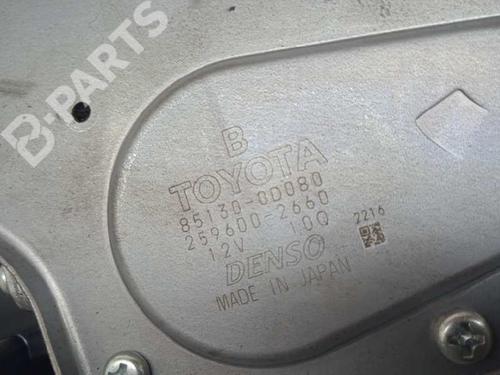 B-PARTS
B
TOYOTA
85130-0D080
259600-2660
12V 10Q 2216
DENSO
MADE IN JAPAN